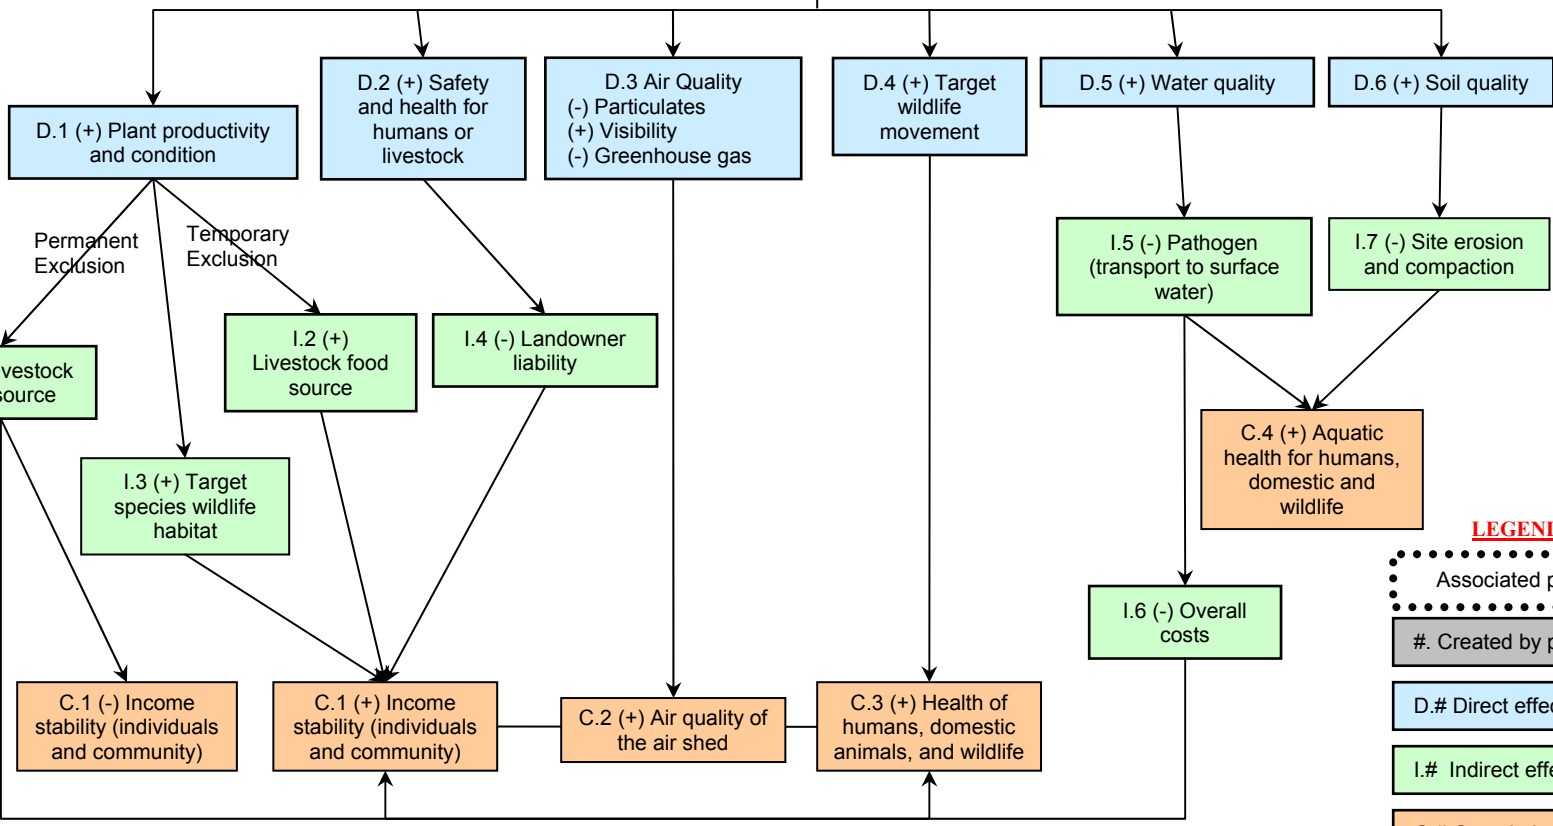 D.1 (+) Plant productivity
and condition
D.2 (+) Safety
and health for
humans or
livestock
D.3 Air Quality
(-) Particulates
(+) Visibility
(-) Greenhouse gas
D.4 (+) Target
wildlife
movement
D.5 (+) Water quality
D.6 (+) Soil quality
Permanent
Exclusion
Temporary
Exclusion
I.5 (-) Pathogen
(transport to surface
water)
I.7 (-) Site erosion
and compaction
vestock
source
I.2 (+)
Livestock food
source
I.4 (-) Landowner
liability
I.3 (+) Target
species wildlife
habitat
C.4 (+) Aquatic
health for humans,
domestic and
wildlife
I.6 (-) Overall
costs
C.1 (-) Income
stability (individuals
and community)
C.1 (+) Income
stability (individuals
and community)
C.2 (+) Air quality of
the air shed
C.3 (+) Health of
humans, domestic
animals, and wildlife
LEGEN
Associated p
#. Created by p
D.# Direct effe
I.# Indirect effe